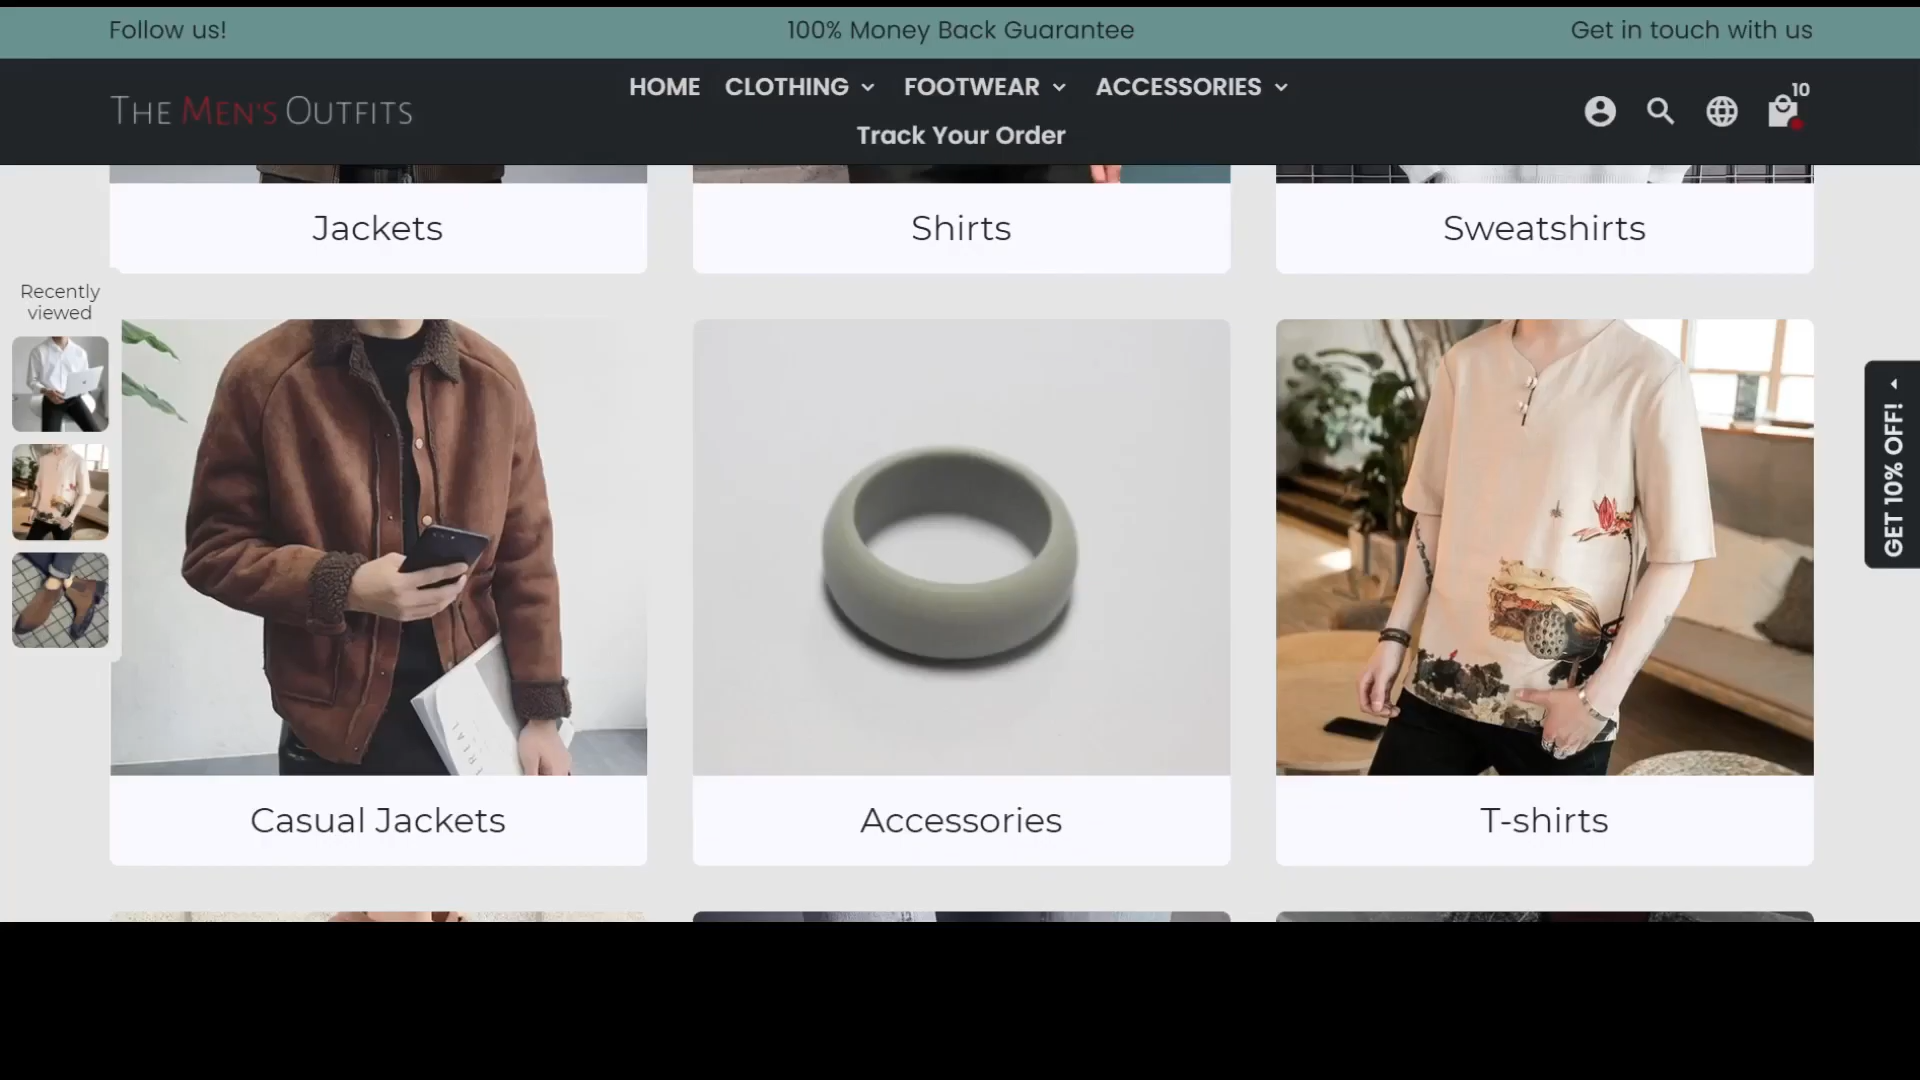 Follow us!
100% Money Back Guarantee
Get in touch with us
THE MEN'S OUTFITS
HOME CLOTHING FOOTWEAR ACCESSORIES
Track Your Order
10
Jackets
Shirts
Sweatshirts
Recently
viewed
GET 10% OFF!
Casual Jackets
Accessories
T-shirts